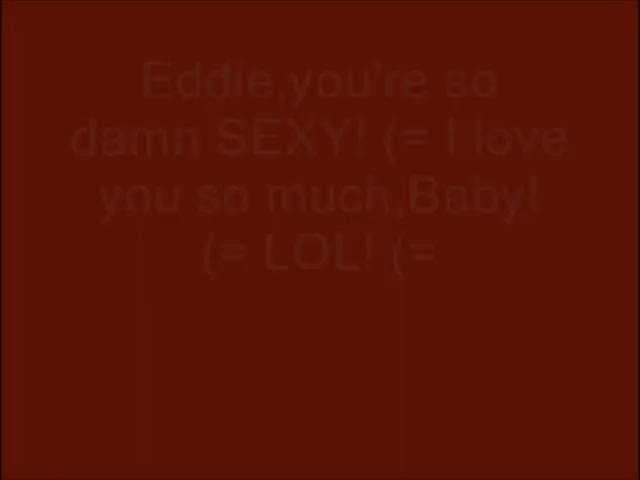 Eddie,you're so
damn SEXY! (= I love
you so much,Baby!
(= LOL! (=